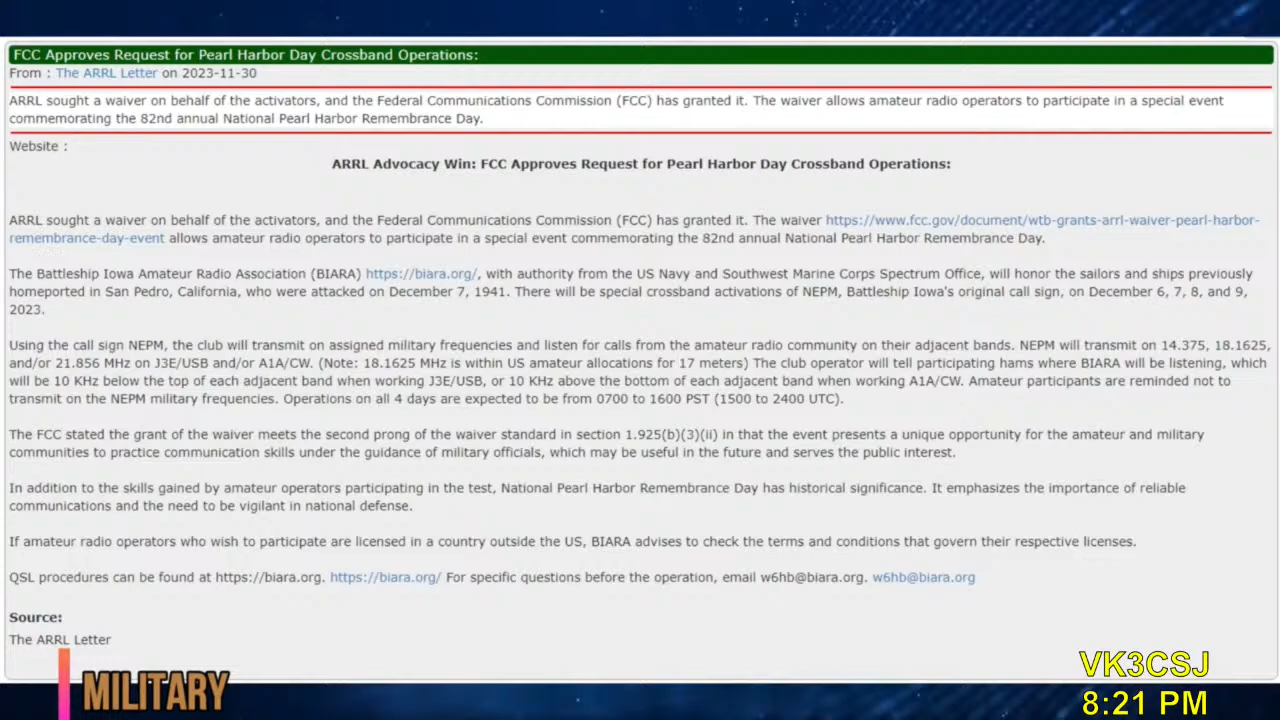 FCC Approves Request for Pearl Harbor Day Crossband Operations:
From : The ARRL Letter on 2023-11-30
ARRL sought a waiver on behalf of the activators, and the Federal Communications Commission (FCC) has granted it. The waiver allows amateur radio operators to participate in a special event
commemorating the 82nd annual National Pearl Harbor Remembrance Day.
Website :
ARRL Advocacy Win: FCC Approves Request for Pearl Harbor Day Crossband Operations:
ARRL sought a waiver on behalf of the activators, and the Federal Communications Commission (FCC) has granted it. The waiver https://www.fcc.gov/document/wtb-grants-arrl-waiver-pearl-harbor-
remembrance-day-event allows amateur radio operators to participate in a special event commemorating the 82nd annual National Pearl Harbor Remembrance Day.
The Battleship Iowa Amateur Radio Association (BIARA) https://biara.org/, with authority from the US Navy and Southwest Marine Corps Spectrum Office, will honor the sailors and ships previously
homeported in San Pedro, California, who were attacked on December 7, 1941. There will be special crossband activations of NEPM, Battleship Iowa's original call sign, on December 6, 7, 8, and 9,
2023.
Using the call sign NEPM, the club will transmit on assigned military frequencies and listen for calls from the amateur radio community on their adjacent bands. NEPM will transmit on 14.375, 18.1625,
and/or 21.856 MHz on J3E/USB and/or A1A/CW. (Note: 18.1625 MHz is within US amateur allocations for 17 meters) The club operator will tell participating hams where BIARA will be listening, which
will be 10 KHz below the top of each adjacent band when working J3E/USB, or 10 KHz above the bottom of each adjacent band when working A1A/CW. Amateur participants are reminded not to
transmit on the NEPM military frequencies. Operations on all 4 days are expected to be from 0700 to 1600 PST (1500 to 2400 UTC).
The FCC stated the grant of the waiver meets the second prong of the waiver standard in section 1.925(b)(3)(ii) in that the event presents a unique opportunity for the amateur and military
communities to practice communication skills under the guidance of military officials, which may be useful in the future and serves the public interest.
In addition to the skills gained by amateur operators participating in the test, National Pearl Harbor Remembrance Day has historical significance. It emphasizes the importance of reliable
communications and the need to be vigilant in national defense.
If amateur radio operators who wish to participate are licensed in a country outside the US, BIARA advises to check the terms and conditions that govern their respective licenses.
QSL procedures can be found at https://biara.org. https://biara.org/ For specific questions before the operation, email w6hb@biara.org. w6hb@biara.org
Source:
The ARRL Letter
MILITARY
VK3CSJ
8:21 PM